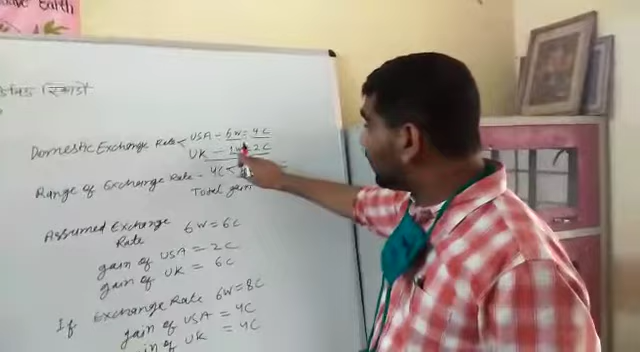 Earth
रिकार्डो
Domestic Exchange Rate < USA - 6W = 4C
UK - 1W = 2C
Range of Exchange Rate - 4C <
Total gain
Assumed Exchange Rate 6W = 6C
gain of USA = 2C
gain of UK = 6C
If Exchange Rate 6W = 8C
gain of USA = 4C
in of UK = 4C